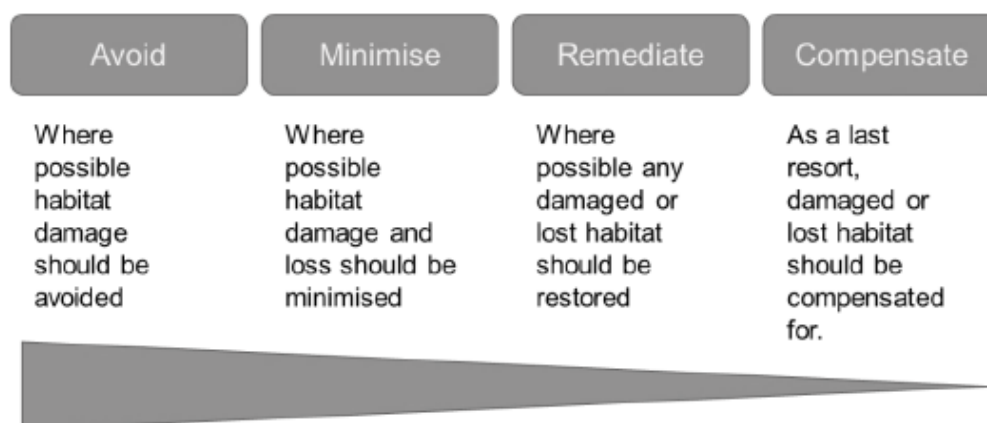 Avoid
Where
possible
habitat
damage
should be
avoided
Minimise
Where
possible
habitat
damage and
loss should be
minimised
Remediate
Where
possible any
damaged or
lost habitat
should be
restored
Compensate
As a last
resort,
damaged or
lost habitat
should be
compensated
for.